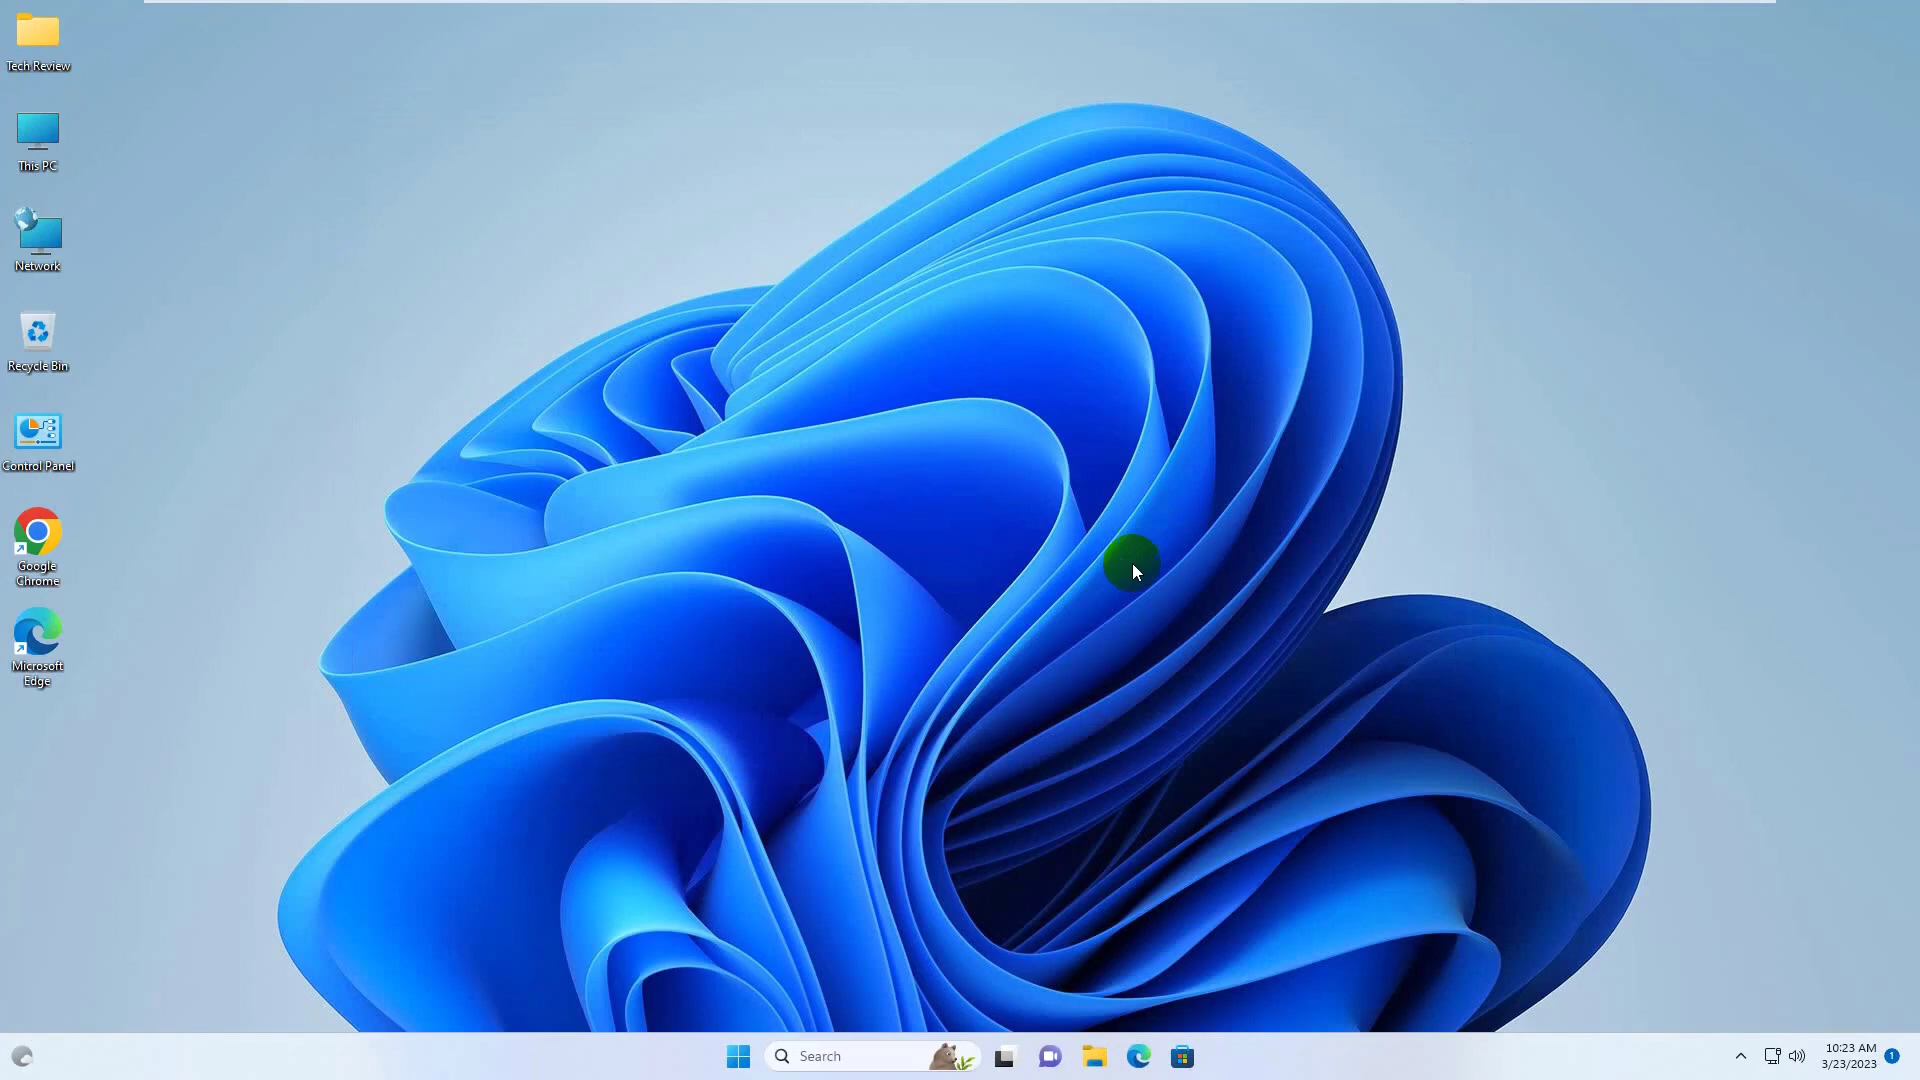 Tech Review
This PC
Network
Recycle Bin
Control Panel
Google
Chrome
Microsoft
Edge
Search
10:23 AM
3/23/2023
1